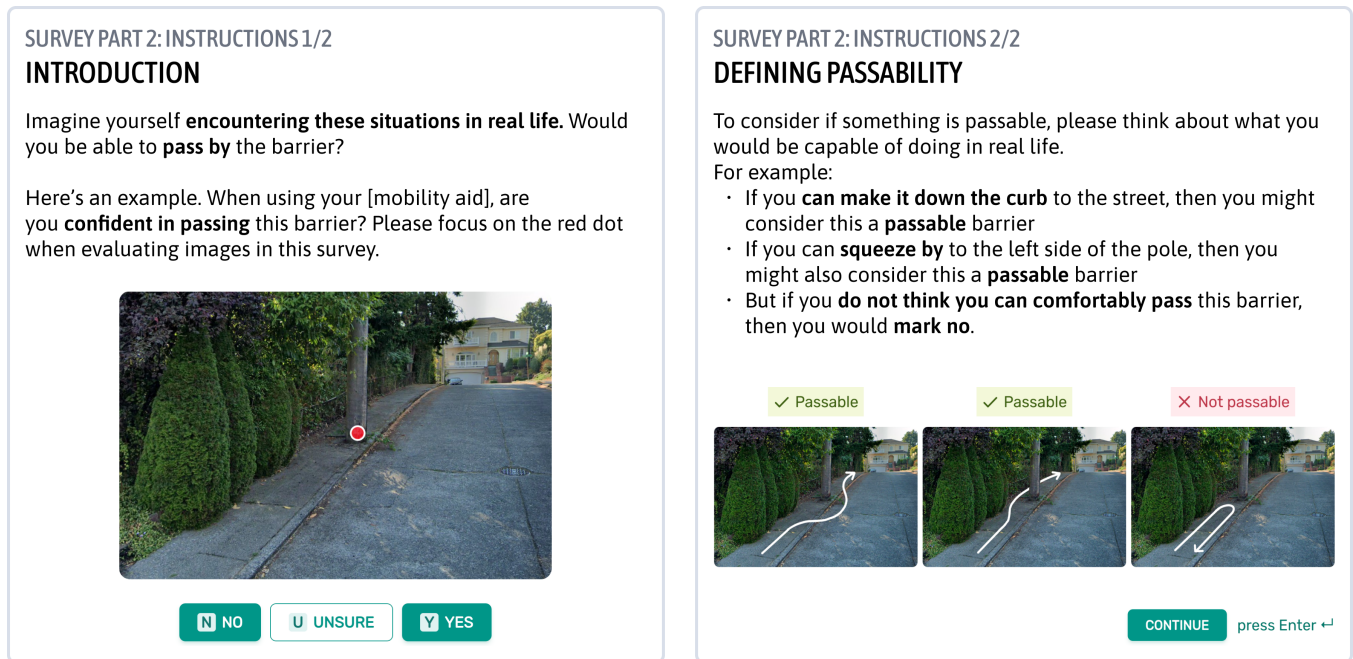 SURVEY PART 2: INSTRUCTIONS 1/2
INTRODUCTION
Imagine yourself encountering these situations in real life. Would
you be able to pass by the barrier?
Here's an example. When using your [mobility aid], are
you confident in passing this barrier? Please focus on the red dot
when evaluating images in this survey.
N NO
U UNSURE
Y YES
SURVEY PART 2: INSTRUCTIONS 2/2
DEFINING PASSABILITY
To consider if something is passable, please think about what you
would be capable of doing in real life.
For example:
· If you can make it down the curb to the street, then you might
consider this a passable barrier
· If you can squeeze by to the left side of the pole, then you
might also consider this a passable barrier
· But if you do not think you can comfortably pass this barrier,
then you would mark no.
✓ Passable
✓ Passable
✕ Not passable
CONTINUE press Enter ↵